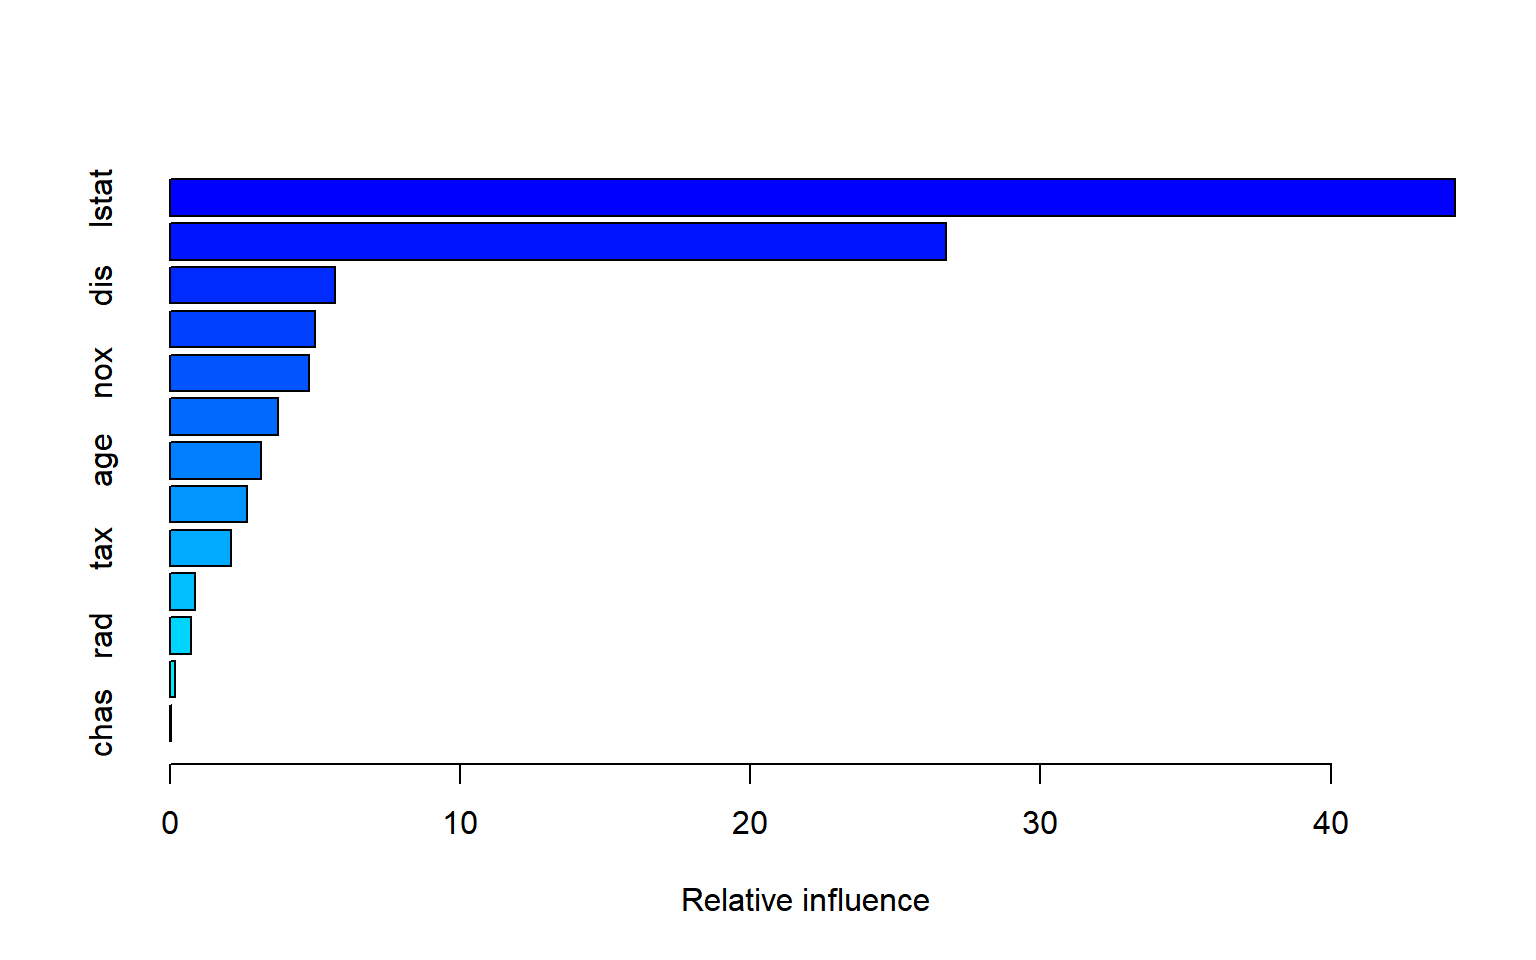 lstat
dis
nox
age
tax
rad
chas
0 10 20 30 40
Relative influence